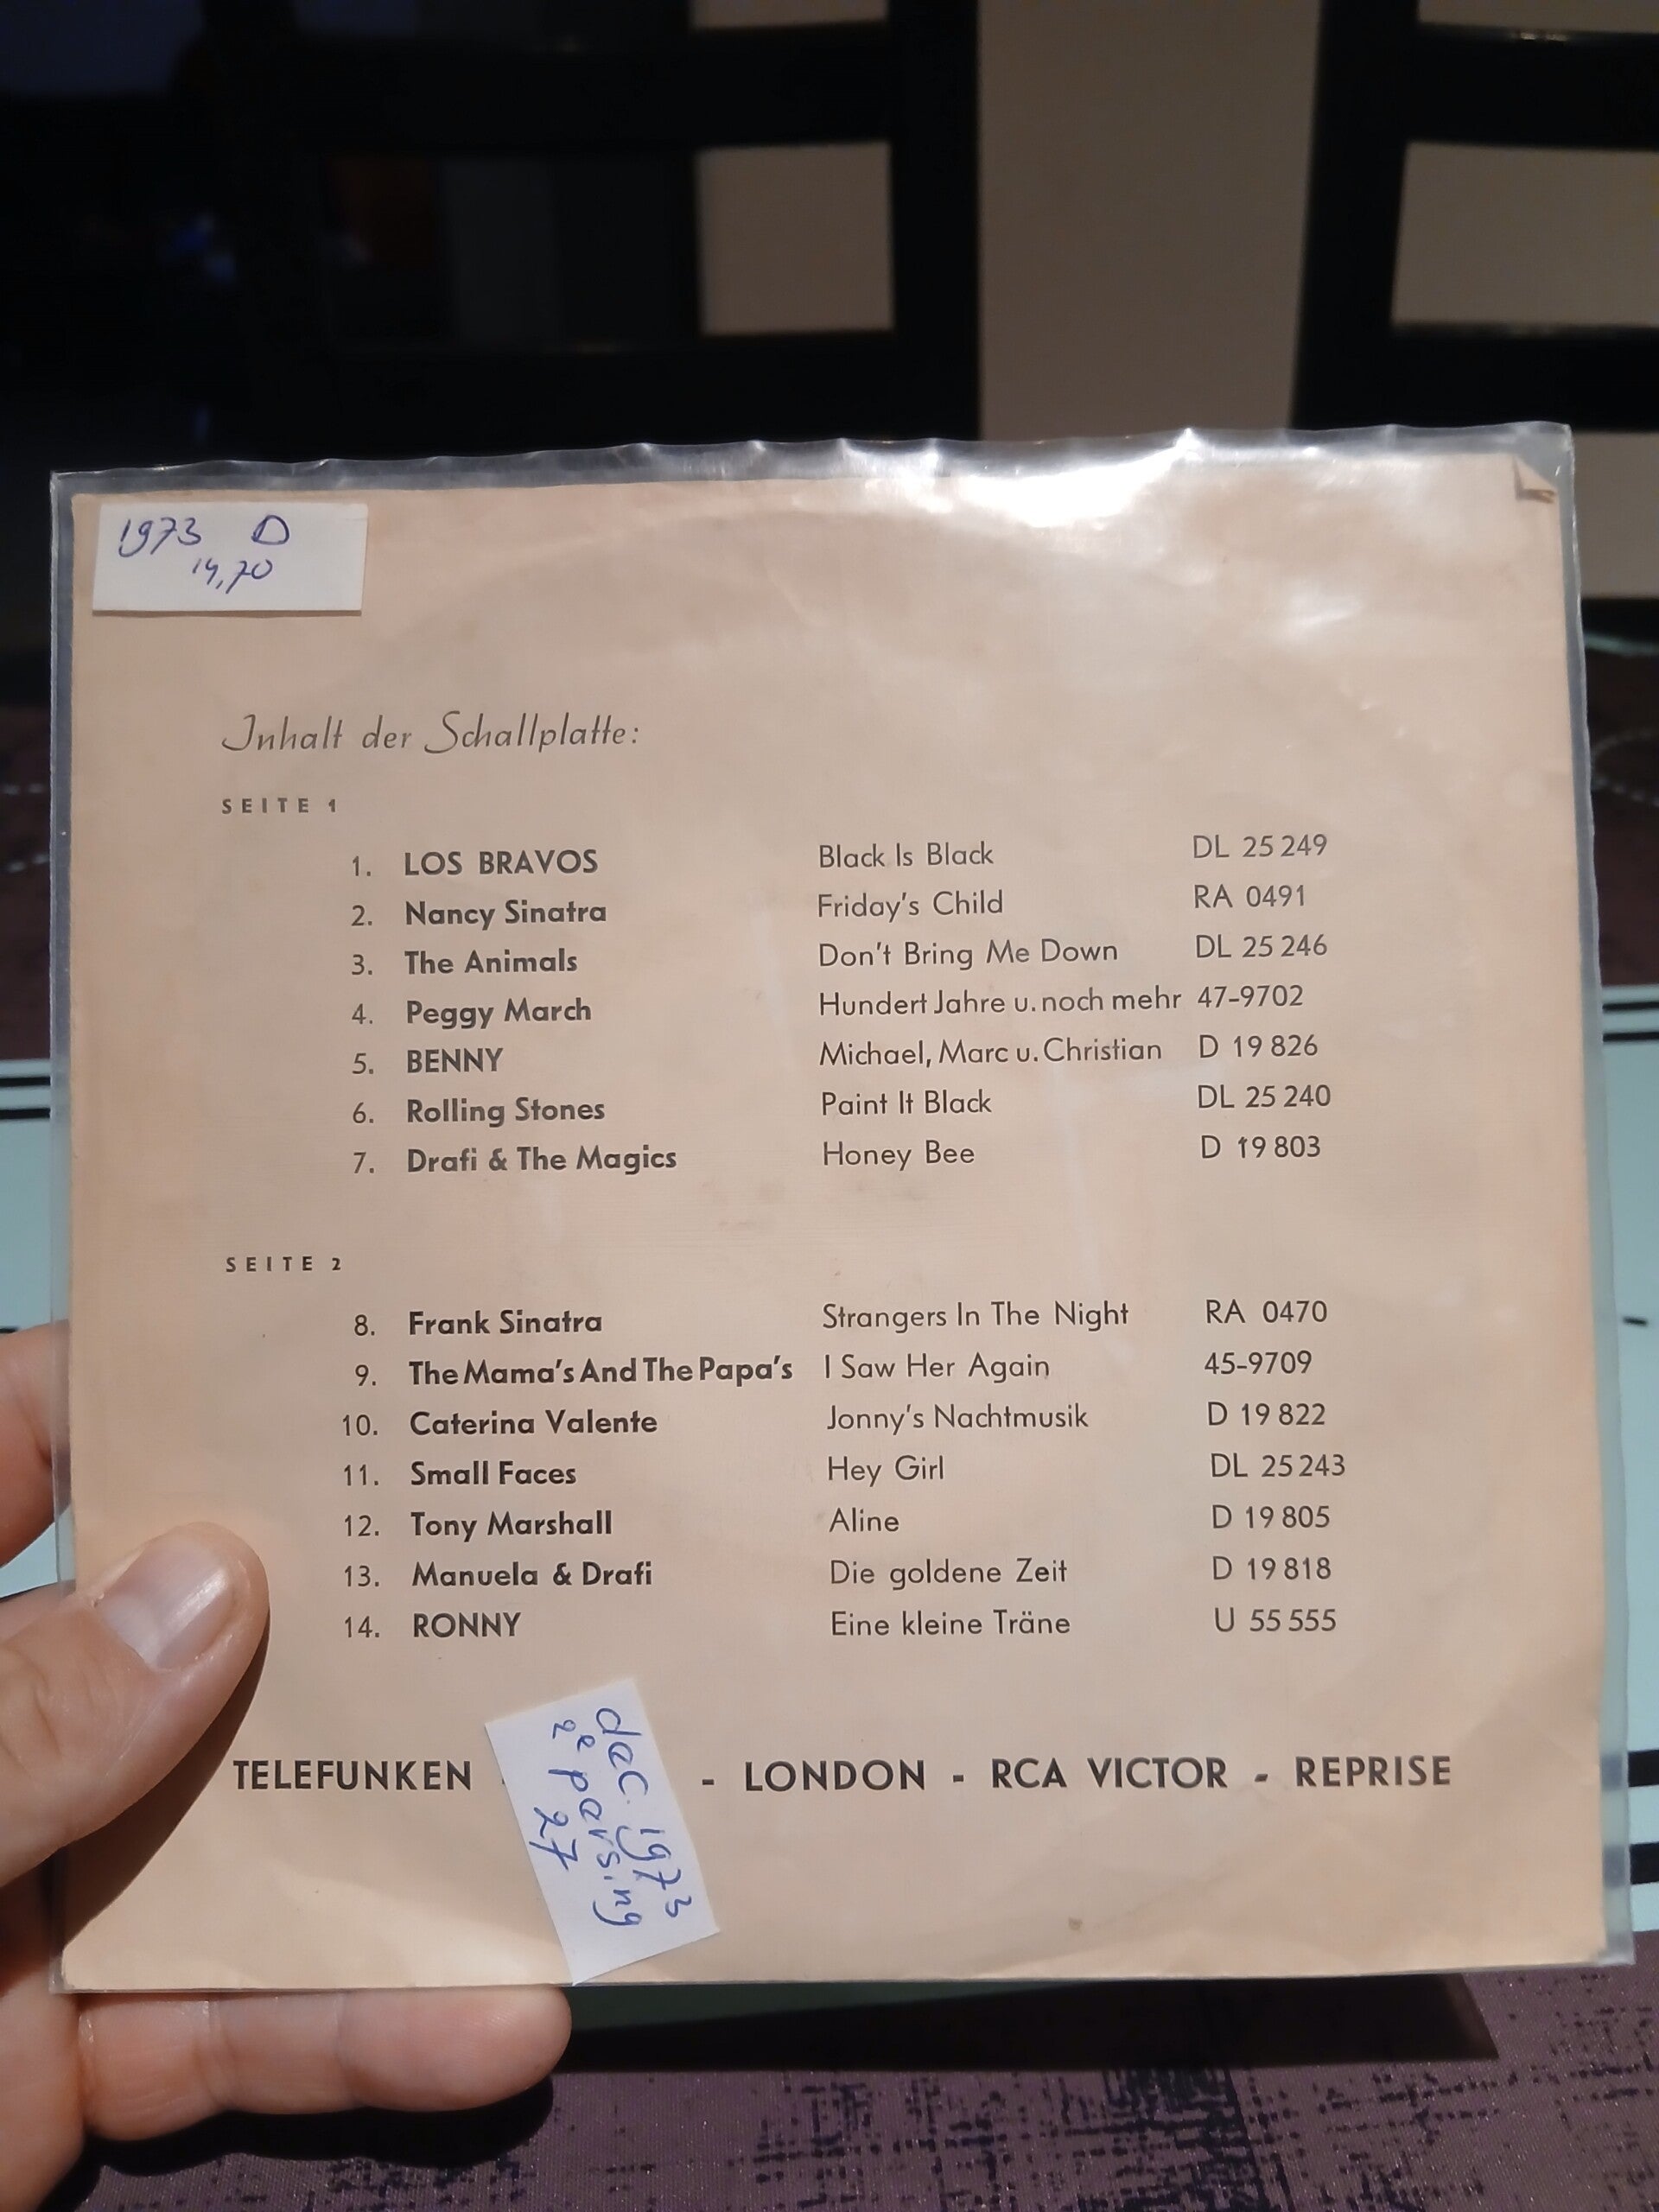 1973 D
14,70
Inhalt der Schallplatte:
SEITE 1
1. LOS BRAVOS Black Is Black DL 25 249
2. Nancy Sinatra Friday's Child RA 0491
3. The Animals Don't Bring Me Down DL 25 246
4. Peggy March Hundert Jahre u. noch mehr 47-9702
5. BENNY Michael, Marc u. Christian D 19 826
6. Rolling Stones Paint It Black DL 25 240
7. Drafi & The Magics Honey Bee D 19 803
SEITE 2
8. Frank Sinatra Strangers In The Night RA 0470
9. The Mama's And The Papa's I Saw Her Again 45-9709
10. Caterina Valente Jonny's Nachtmusik D 19 822
11. Small Faces Hey Girl DL 25 243
12. Tony Marshall Aline D 19 805
13. Manuela & Drafi Die goldene Zeit D 19 818
14. RONNY Eine kleine Träne U 55 555
TELEFUNKEN - LONDON - RCA VICTOR - REPRISE
dec. 1973
2e parsing
27